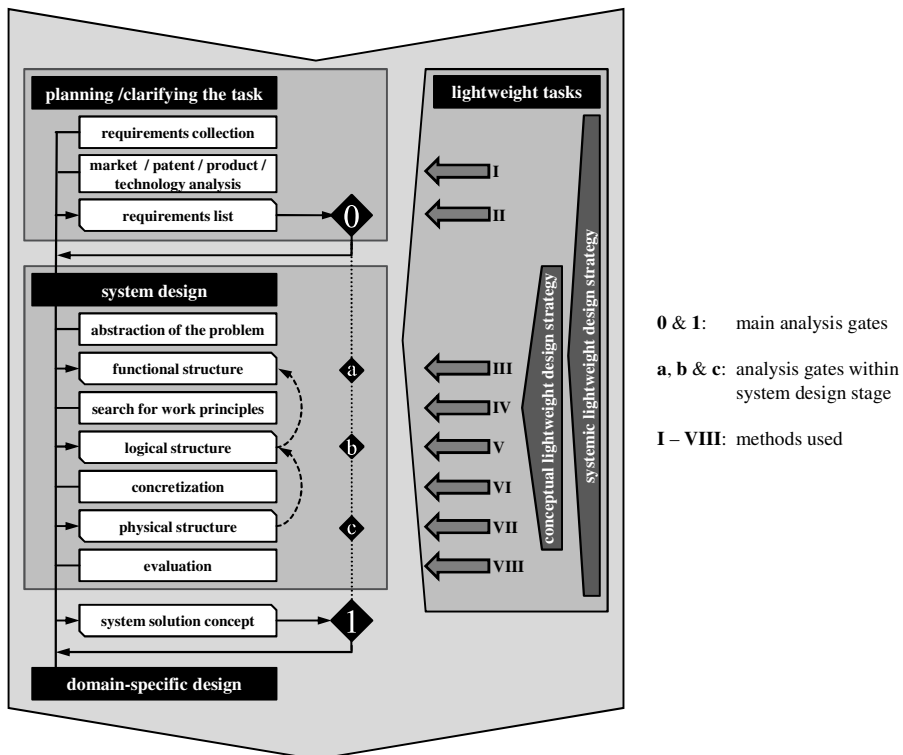 planning /clarifying the task
requirements collection
market / patent / product /
technology analysis
requirements list
0
system design
abstraction of the problem
functional structure
a
search for work principles
logical structure
b
concretization
physical structure
c
evaluation
system solution concept
1
domain-specific design
lightweight tasks
I
II
III
IV
V
VI
VII
VIII
conceptual lightweight design strategy
systemic lightweight design strategy
0 & 1: main analysis gates
a, b & c: analysis gates within
system design stage
I – VIII: methods used